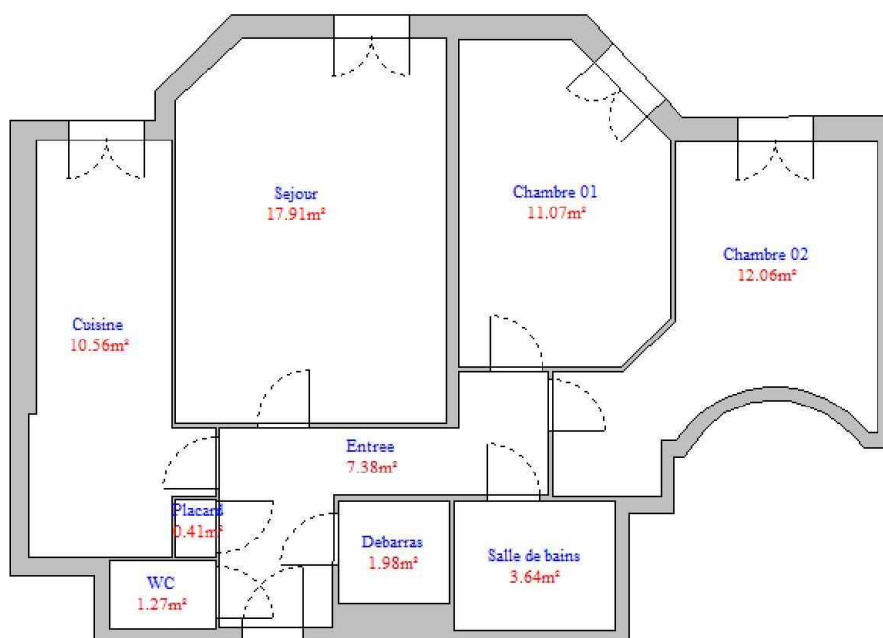 Sejour
17.91m²
Chambre 01
11.07m²
Chambre 02
12.06m²
Cuisine
10.56m²
Entree
7.38m²
Placard
0.41m²
Debarras
1.98m²
Salle de bains
3.64m²
WC
1.27m²